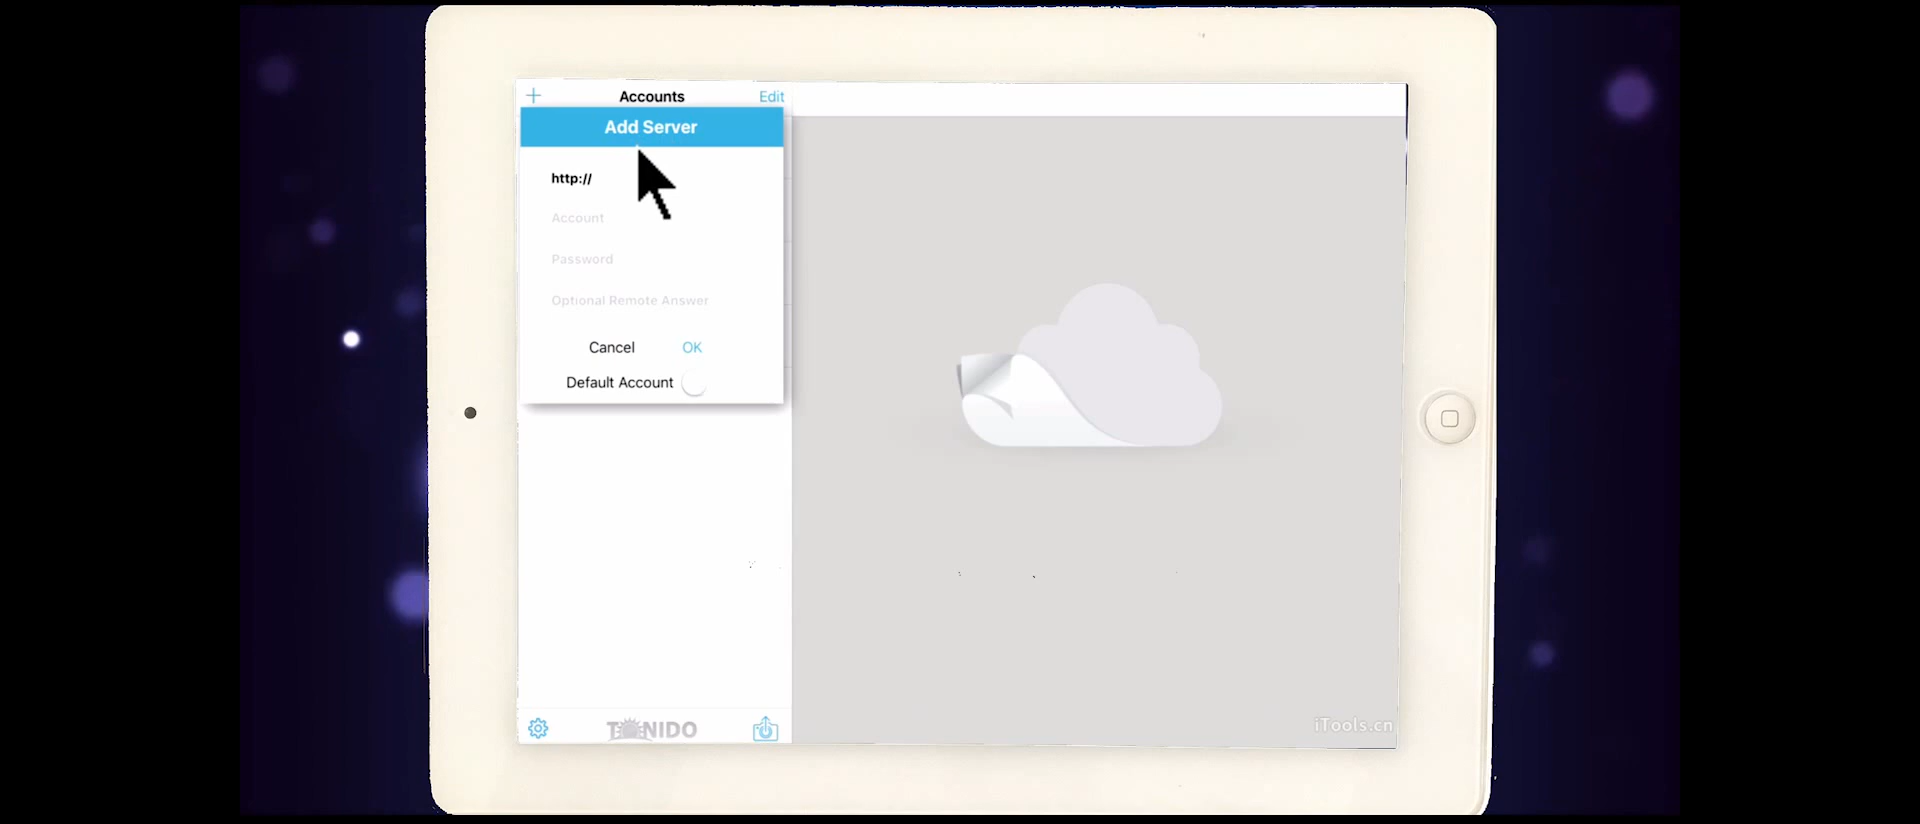 + Accounts Edit
Add Server
http://
Account
Password
Optional Remote Answer
Cancel OK
Default Account
TONIDO
iTools.cn